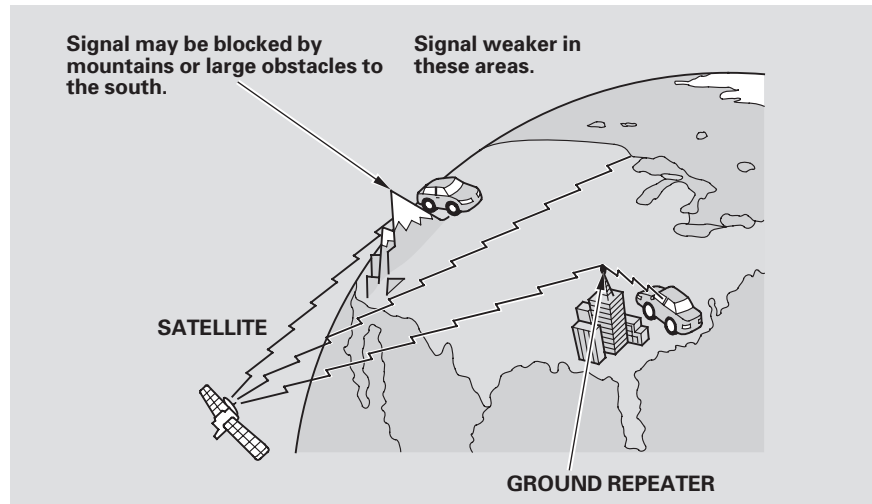 Signal may be blocked by
mountains or large obstacles to
the south.
Signal weaker in
these areas.
SATELLITE
GROUND REPEATER